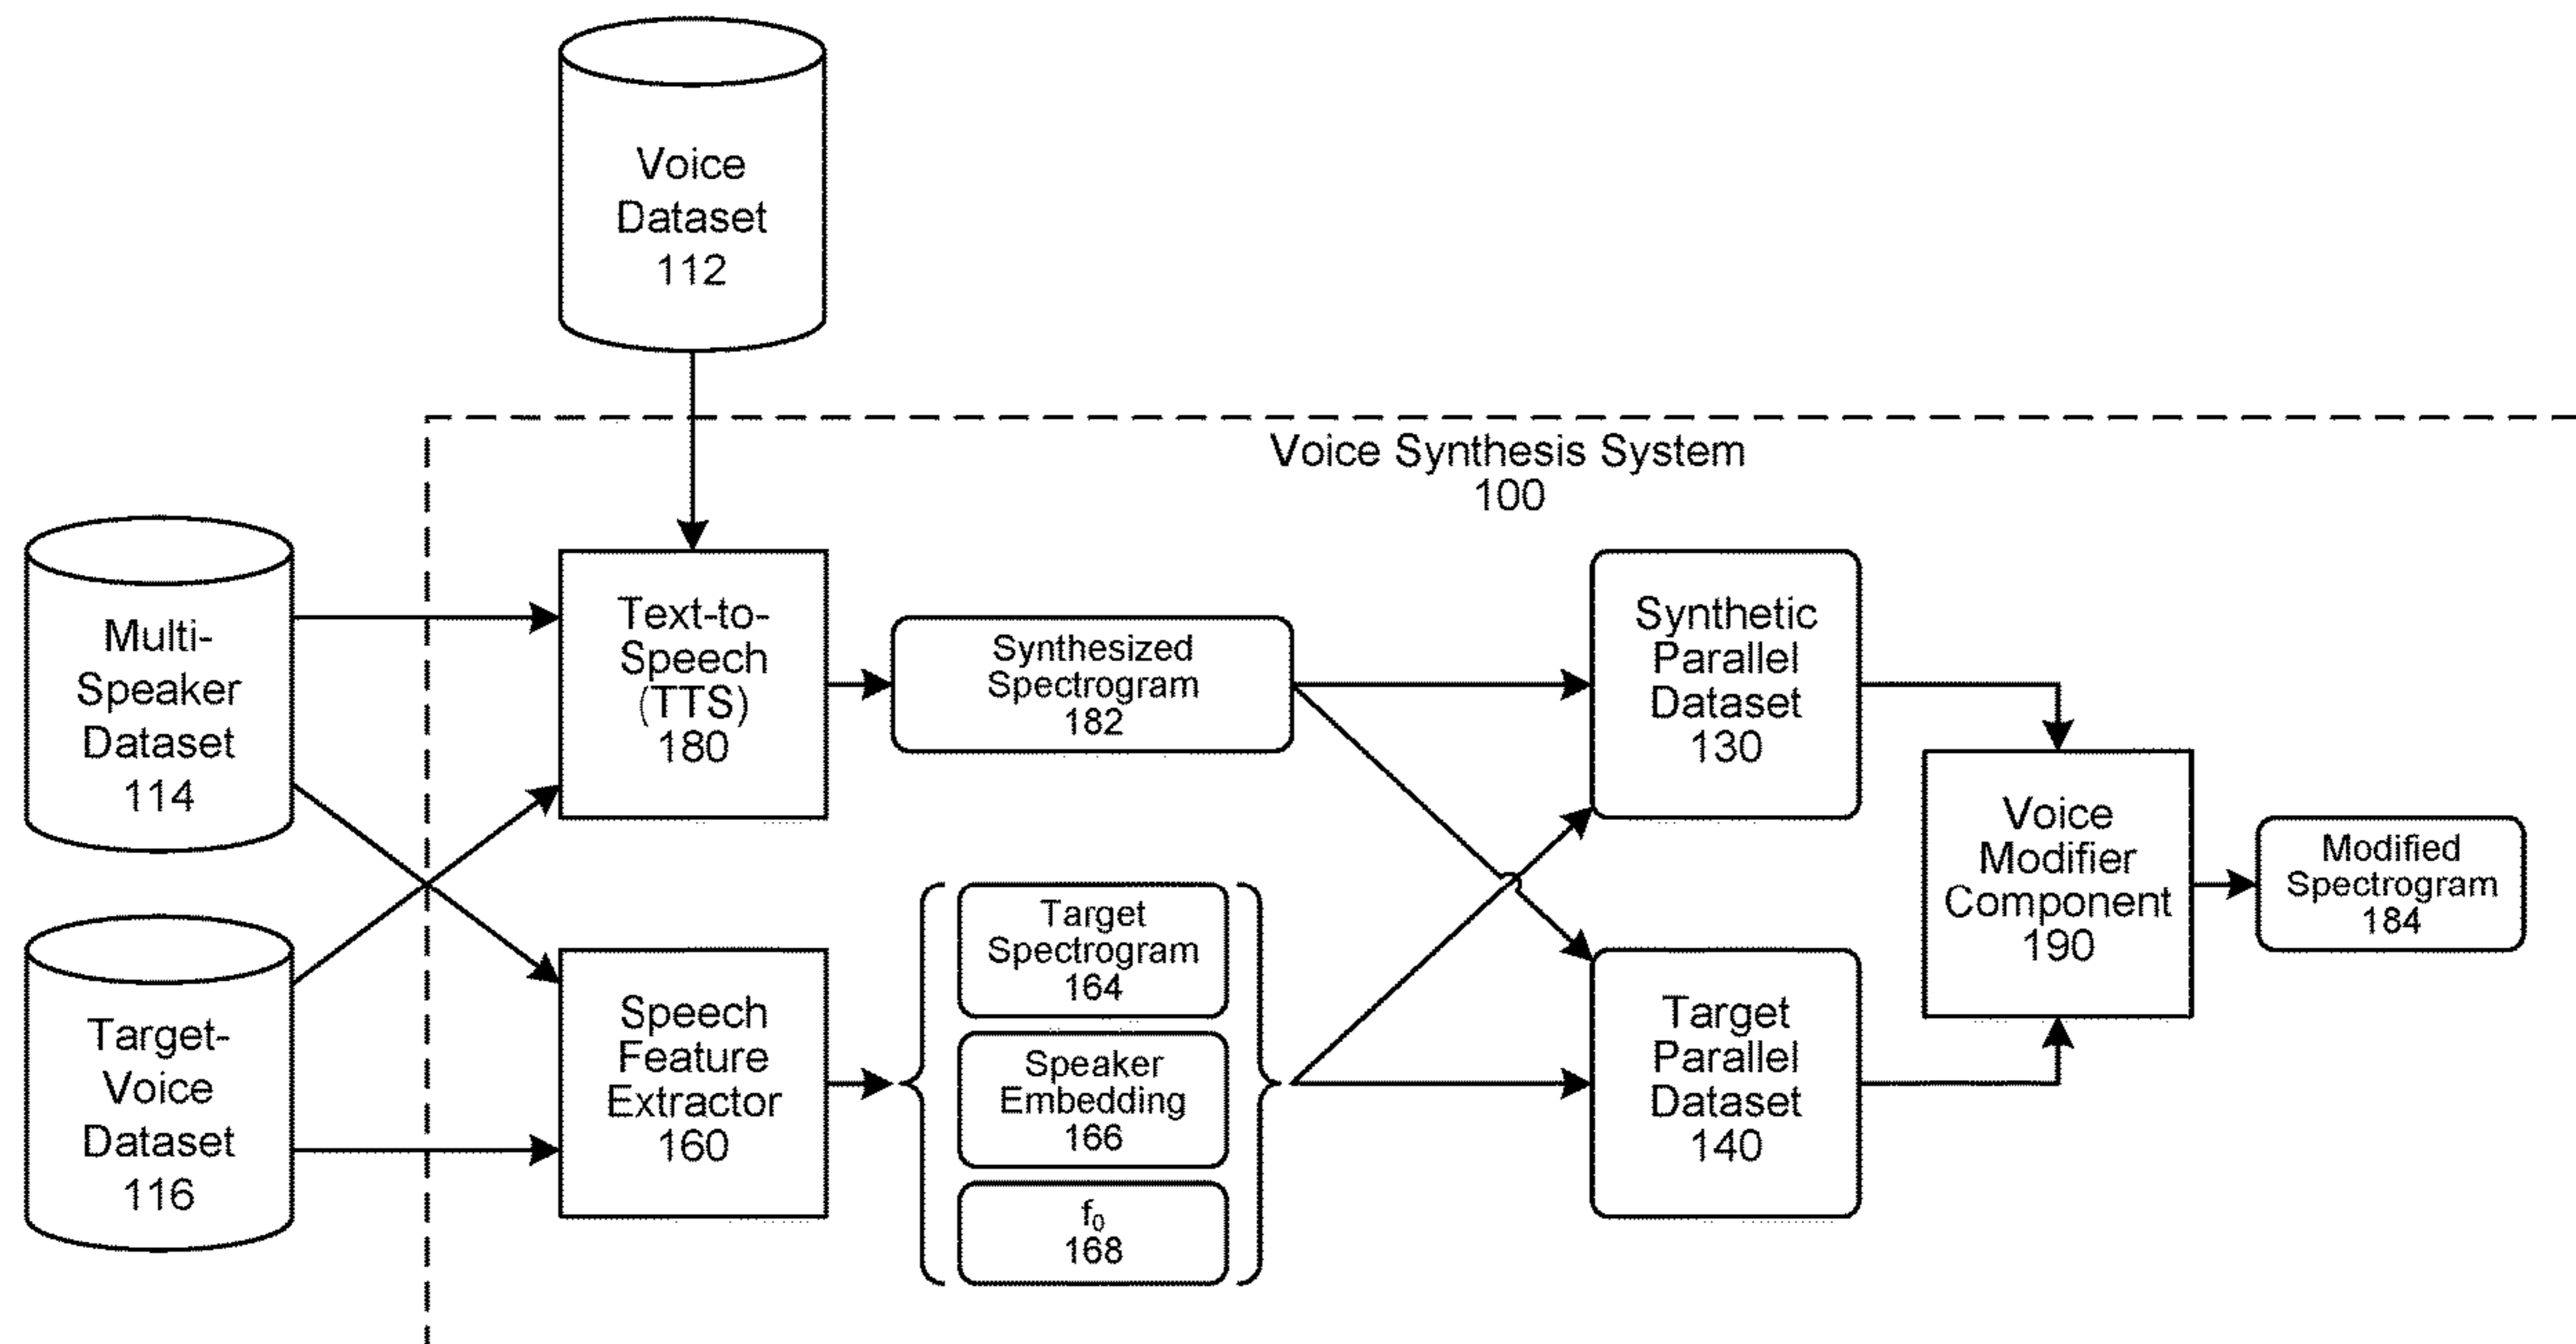 Voice
Dataset
112
Voice Synthesis System
100
Multi-
Speaker
Dataset
114
Text-to-
Speech
(TTS)
180
Synthesized
Spectrogram
182
Synthetic
Parallel
Dataset
130
Voice
Modifier
Component
190
Modified
Spectrogram
184
Target-
Voice
Dataset
116
Speech
Feature
Extractor
160
Target
Spectrogram
164
Speaker
Embedding
166
f₀
168
Target
Parallel
Dataset
140